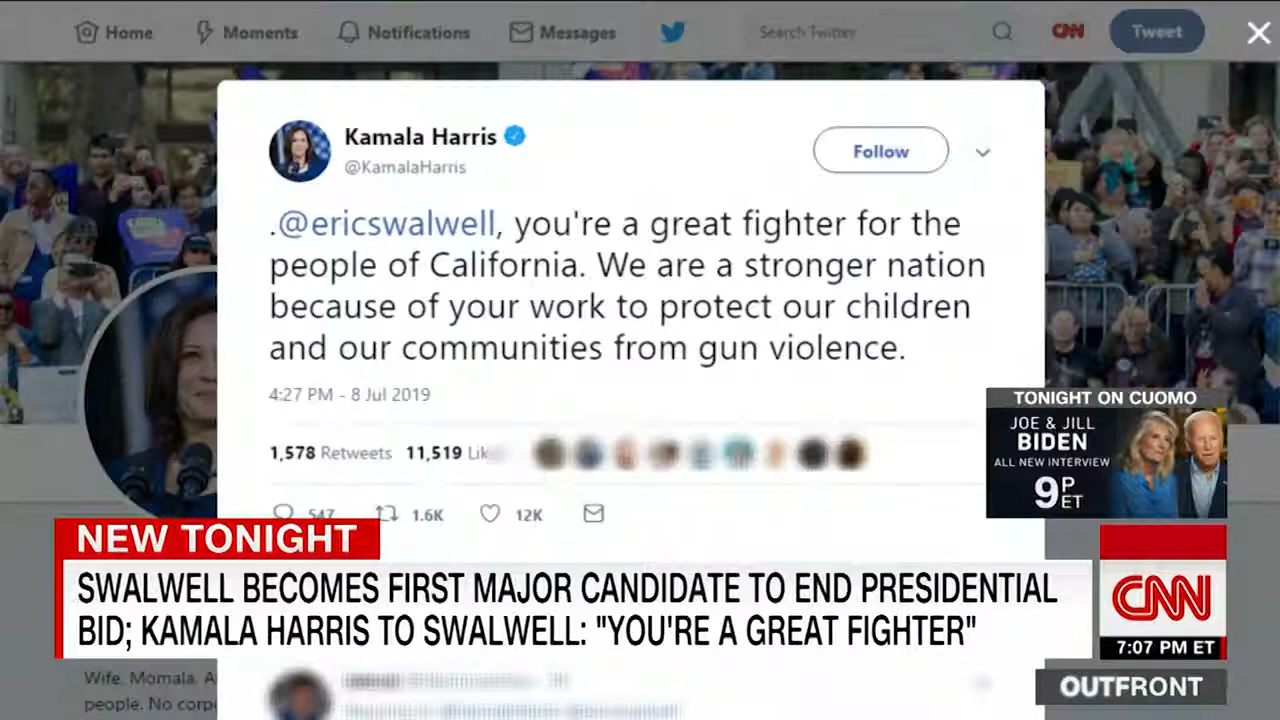 Home Moments Notifications Messages Search Twitter CNN Tweet
Kamala Harris
@KamalaHarris
Follow
.@ericswalwell, you're a great fighter for the
people of California. We are a stronger nation
because of your work to protect our children
and our communities from gun violence.
4:27 PM - 8 Jul 2019
1,578 Retweets 11,519
547 1.6K 12K
TONIGHT ON CUOMO
JOE & JILL
BIDEN
ALL NEW INTERVIEW
9P ET
NEW TONIGHT
SWALWELL BECOMES FIRST MAJOR CANDIDATE TO END PRESIDENTIAL
BID; KAMALA HARRIS TO SWALWELL: "YOU'RE A GREAT FIGHTER"
CNN
7:07 PM ET
OUTFRONT
Wife, Momala, A
people. No corp